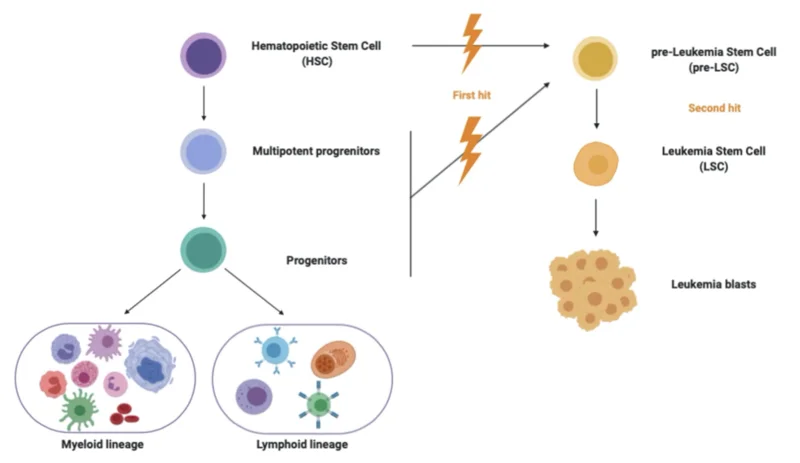 Hematopoietic Stem Cell
(HSC)
First hit
pre-Leukemia Stem Cell
(pre-LSC)
Second hit
Multipotent progrenitors
Leukemia Stem Cell
(LSC)
Progenitors
Leukemia blasts
Myeloid lineage
Lymphoid lineage